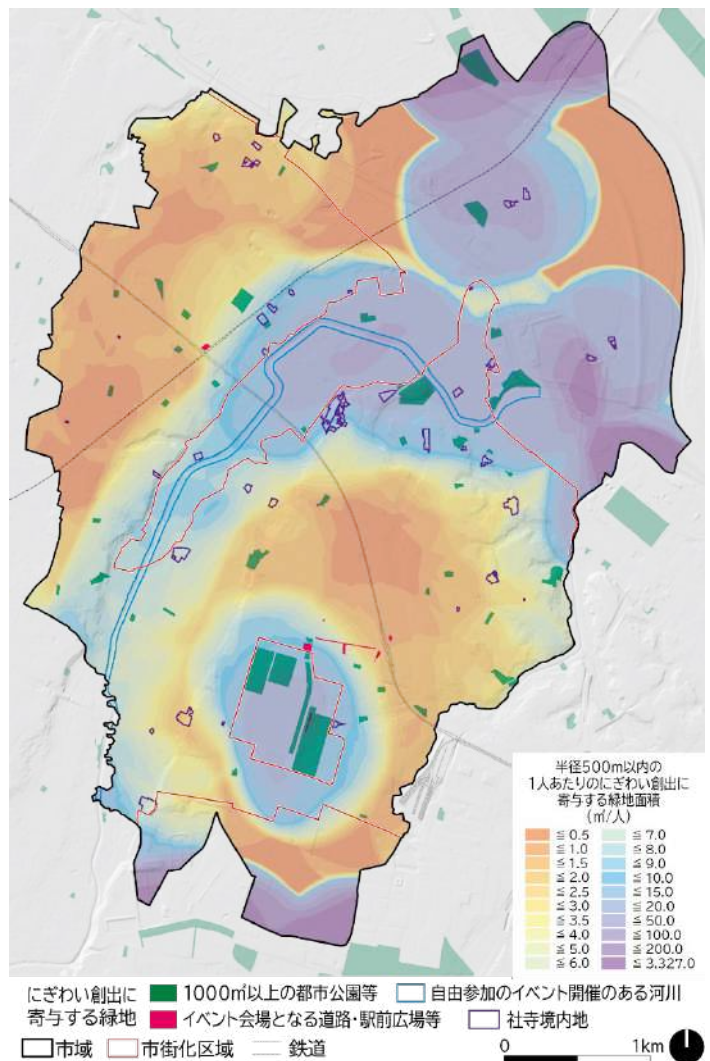 半径500m以内の
1人あたりのにぎわい創出に
寄与する緑地面積
(㎡/人)
≦ 0.5 ≦ 7.0
≦ 1.0 ≦ 8.0
≦ 1.5 ≦ 9.0
≦ 2.0 ≦ 10.0
≦ 2.5 ≦ 15.0
≦ 3.0 ≦ 20.0
≦ 3.5 ≦ 50.0
≦ 4.0 ≦ 100.0
≦ 5.0 ≦ 200.0
≦ 6.0 ≦ 3,327.0
にぎわい創出に 1000㎡以上の都市公園等 自由参加のイベント開催のある河川
寄与する緑地 イベント会場となる道路・駅前広場等 社寺境内地
市域 市街化区域 鉄道 0 1km